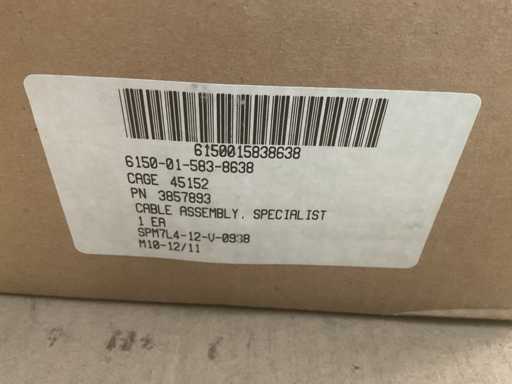 6150015838638
6150-01-583-8638
CAGE 45152
PN 3857893
CABLE ASSEMBLY, SPECIALIST
1 EA
SPM7L4-12-V-0938
M10-12/11